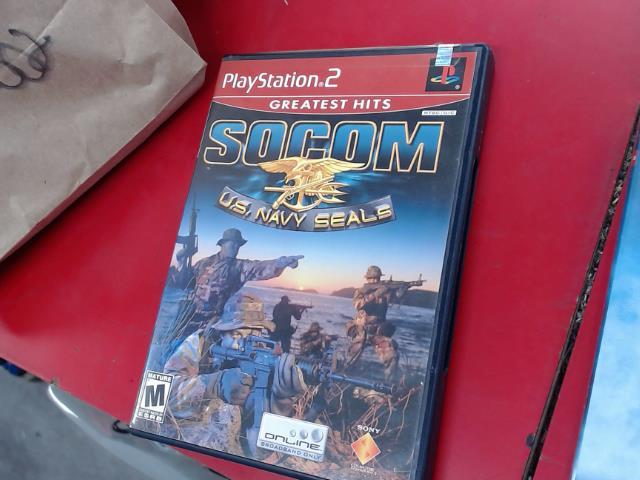 PlayStation 2
GREATEST HITS
SOCOM
U.S. NAVY SEALS
MATURE
M
ESRB
ONLINE
BROADBAND ONLY
SONY